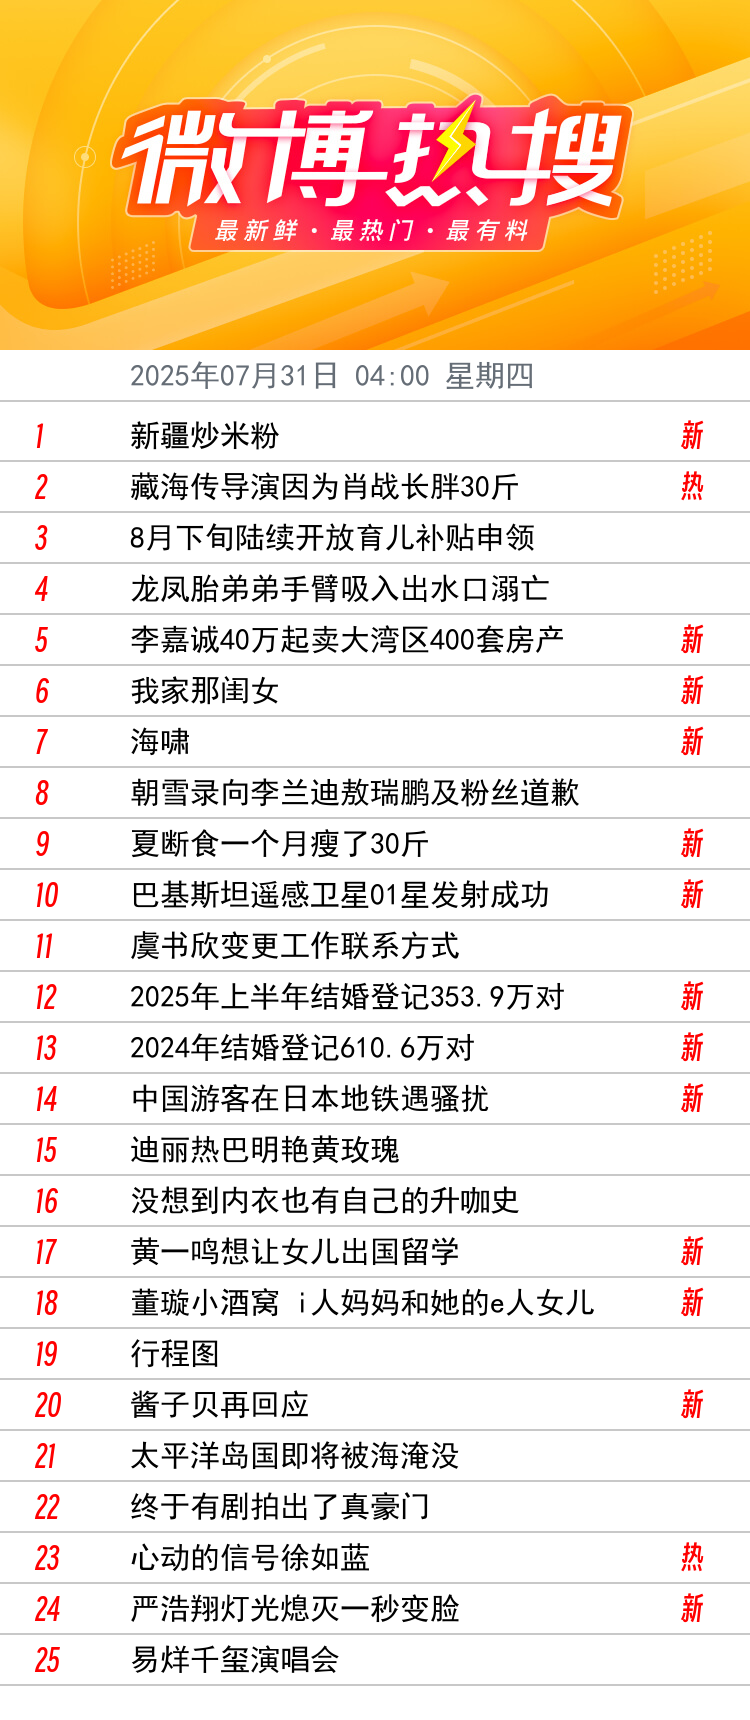 微博热搜
最新鲜·最热门·最有料
2025年07月31日 04:00 星期四
1 新疆炒米粉 新
2 藏海传导演因为肖战长胖30斤 热
3 8月下旬陆续开放育儿补贴申领
4 龙凤胎弟弟手臂吸入出水口溺亡
5 李嘉诚40万起卖大湾区400套房产 新
6 我家那闺女 新
7 海啸 新
8 朝雪录向李兰迪敖瑞鹏及粉丝道歉
9 夏断食一个月瘦了30斤 新
10 巴基斯坦遥感卫星01星发射成功 新
11 虞书欣变更工作联系方式
12 2025年上半年结婚登记353.9万对 新
13 2024年结婚登记610.6万对 新
14 中国游客在日本地铁遇骚扰 新
15 迪丽热巴明艳黄玫瑰
16 没想到内衣也有自己的升咖史
17 黄一鸣想让女儿出国留学 新
18 董璇小酒窝 i人妈妈和她的e人女儿 新
19 行程图
20 酱子贝再回应 新
21 太平洋岛国即将被海淹没
22 终于有剧拍出了真豪门
23 心动的信号徐如蓝 热
24 严浩翔灯光熄灭一秒变脸 新
25 易烊千玺演唱会